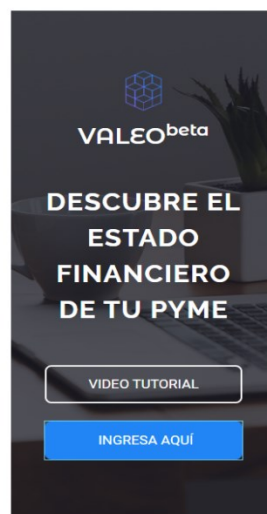 VALEObeta
DESCUBRE EL
ESTADO
FINANCIERO
DE TU PYME
VIDEO TUTORIAL
INGRESA AQUÍ